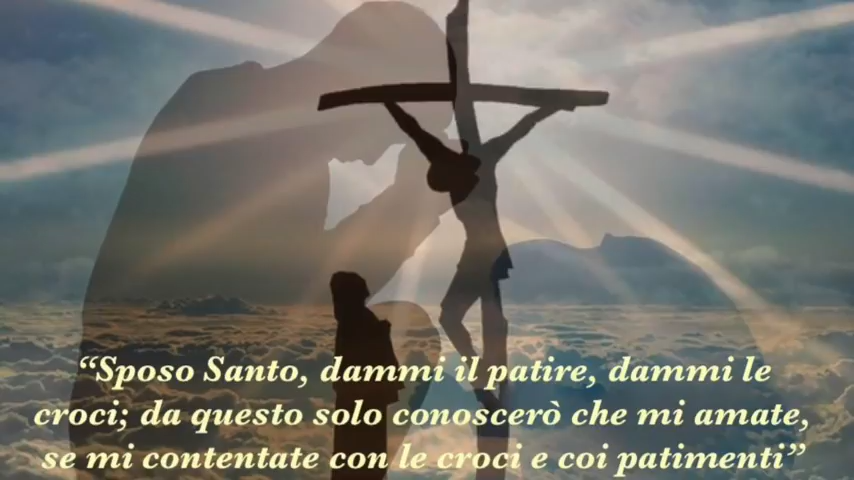 “Sposo Santo, dammi il patire, dammi le
croci; da questo solo conoscerò che mi amate,
se mi contentate con le croci e coi patimenti”